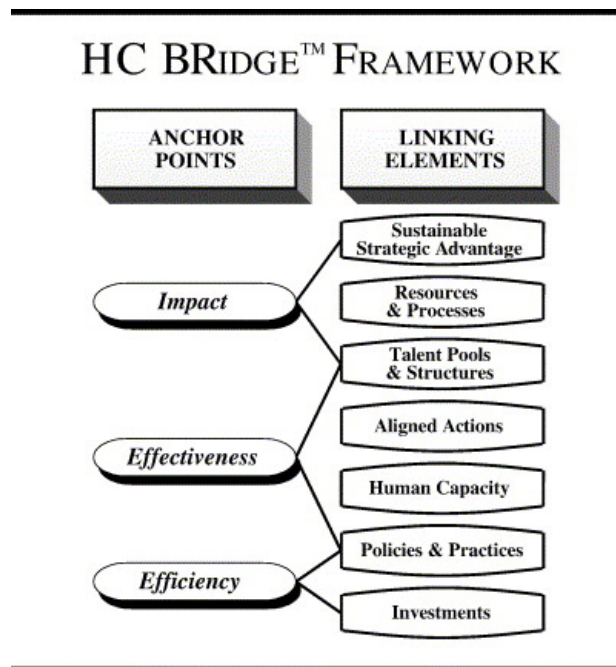 HC BRIDGE™ FRAMEWORK
ANCHOR
POINTS
LINKING
ELEMENTS
Sustainable
Strategic Advantage
Impact
Resources
& Processes
Talent Pools
& Structures
Aligned Actions
Effectiveness
Human Capacity
Policies & Practices
Efficiency
Investments